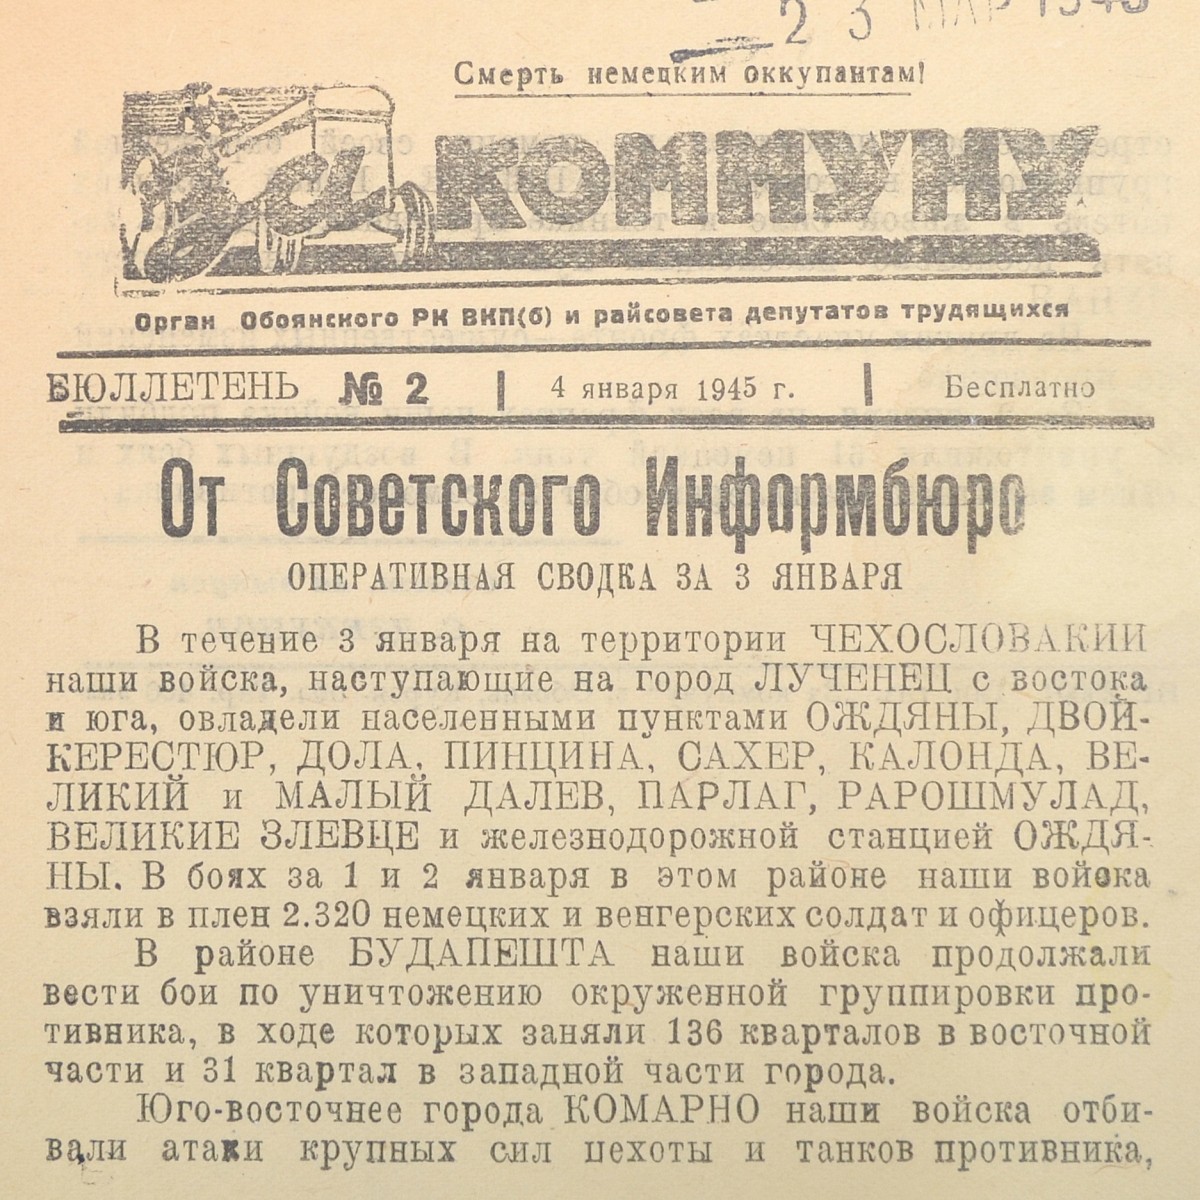 23 МАР 1945
Смерть немецким оккупантам!
За КОММУНУ
Орган Обоянского РК ВКП(б) и райсовета депутатов трудящихся
БЮЛЛЕТЕНЬ № 2 | 4 января 1945 г. | Бесплатно
От Советского Информбюро
ОПЕРАТИВНАЯ СВОДКА ЗА 3 ЯНВАРЯ
В течение 3 января на территории ЧЕХОСЛОВАКИИ
наши войска, наступающие на город ЛУЧЕНЕЦ с востока
и юга, овладели населенными пунктами ОЖДЯНЫ, ДВОЙ-
КЕРЕСТЮР, ДОЛА, ПИНЦИНА, САХЕР, КАЛОНДА, ВЕ-
ЛИКИЙ и МАЛЫЙ ДАЛЕВ, ПАРЛАГ, РАРОШМУЛАД,
ВЕЛИКИЕ ЗЛЕВЦЕ и железнодорожной станцией ОЖДЯ-
НЫ. В боях за 1 и 2 января в этом районе наши войска
взяли в плен 2.320 немецких и венгерских солдат и офицеров.
В районе БУДАПЕШТА наши войска продолжали
вести бои по уничтожению окруженной группировки про-
тивника, в ходе которых заняли 136 кварталов в восточной
части и 31 квартал в западной части города.
Юго-восточнее города КОМАРНО наши войска отби-
вали атаки крупных сил пехоты и танков противника,